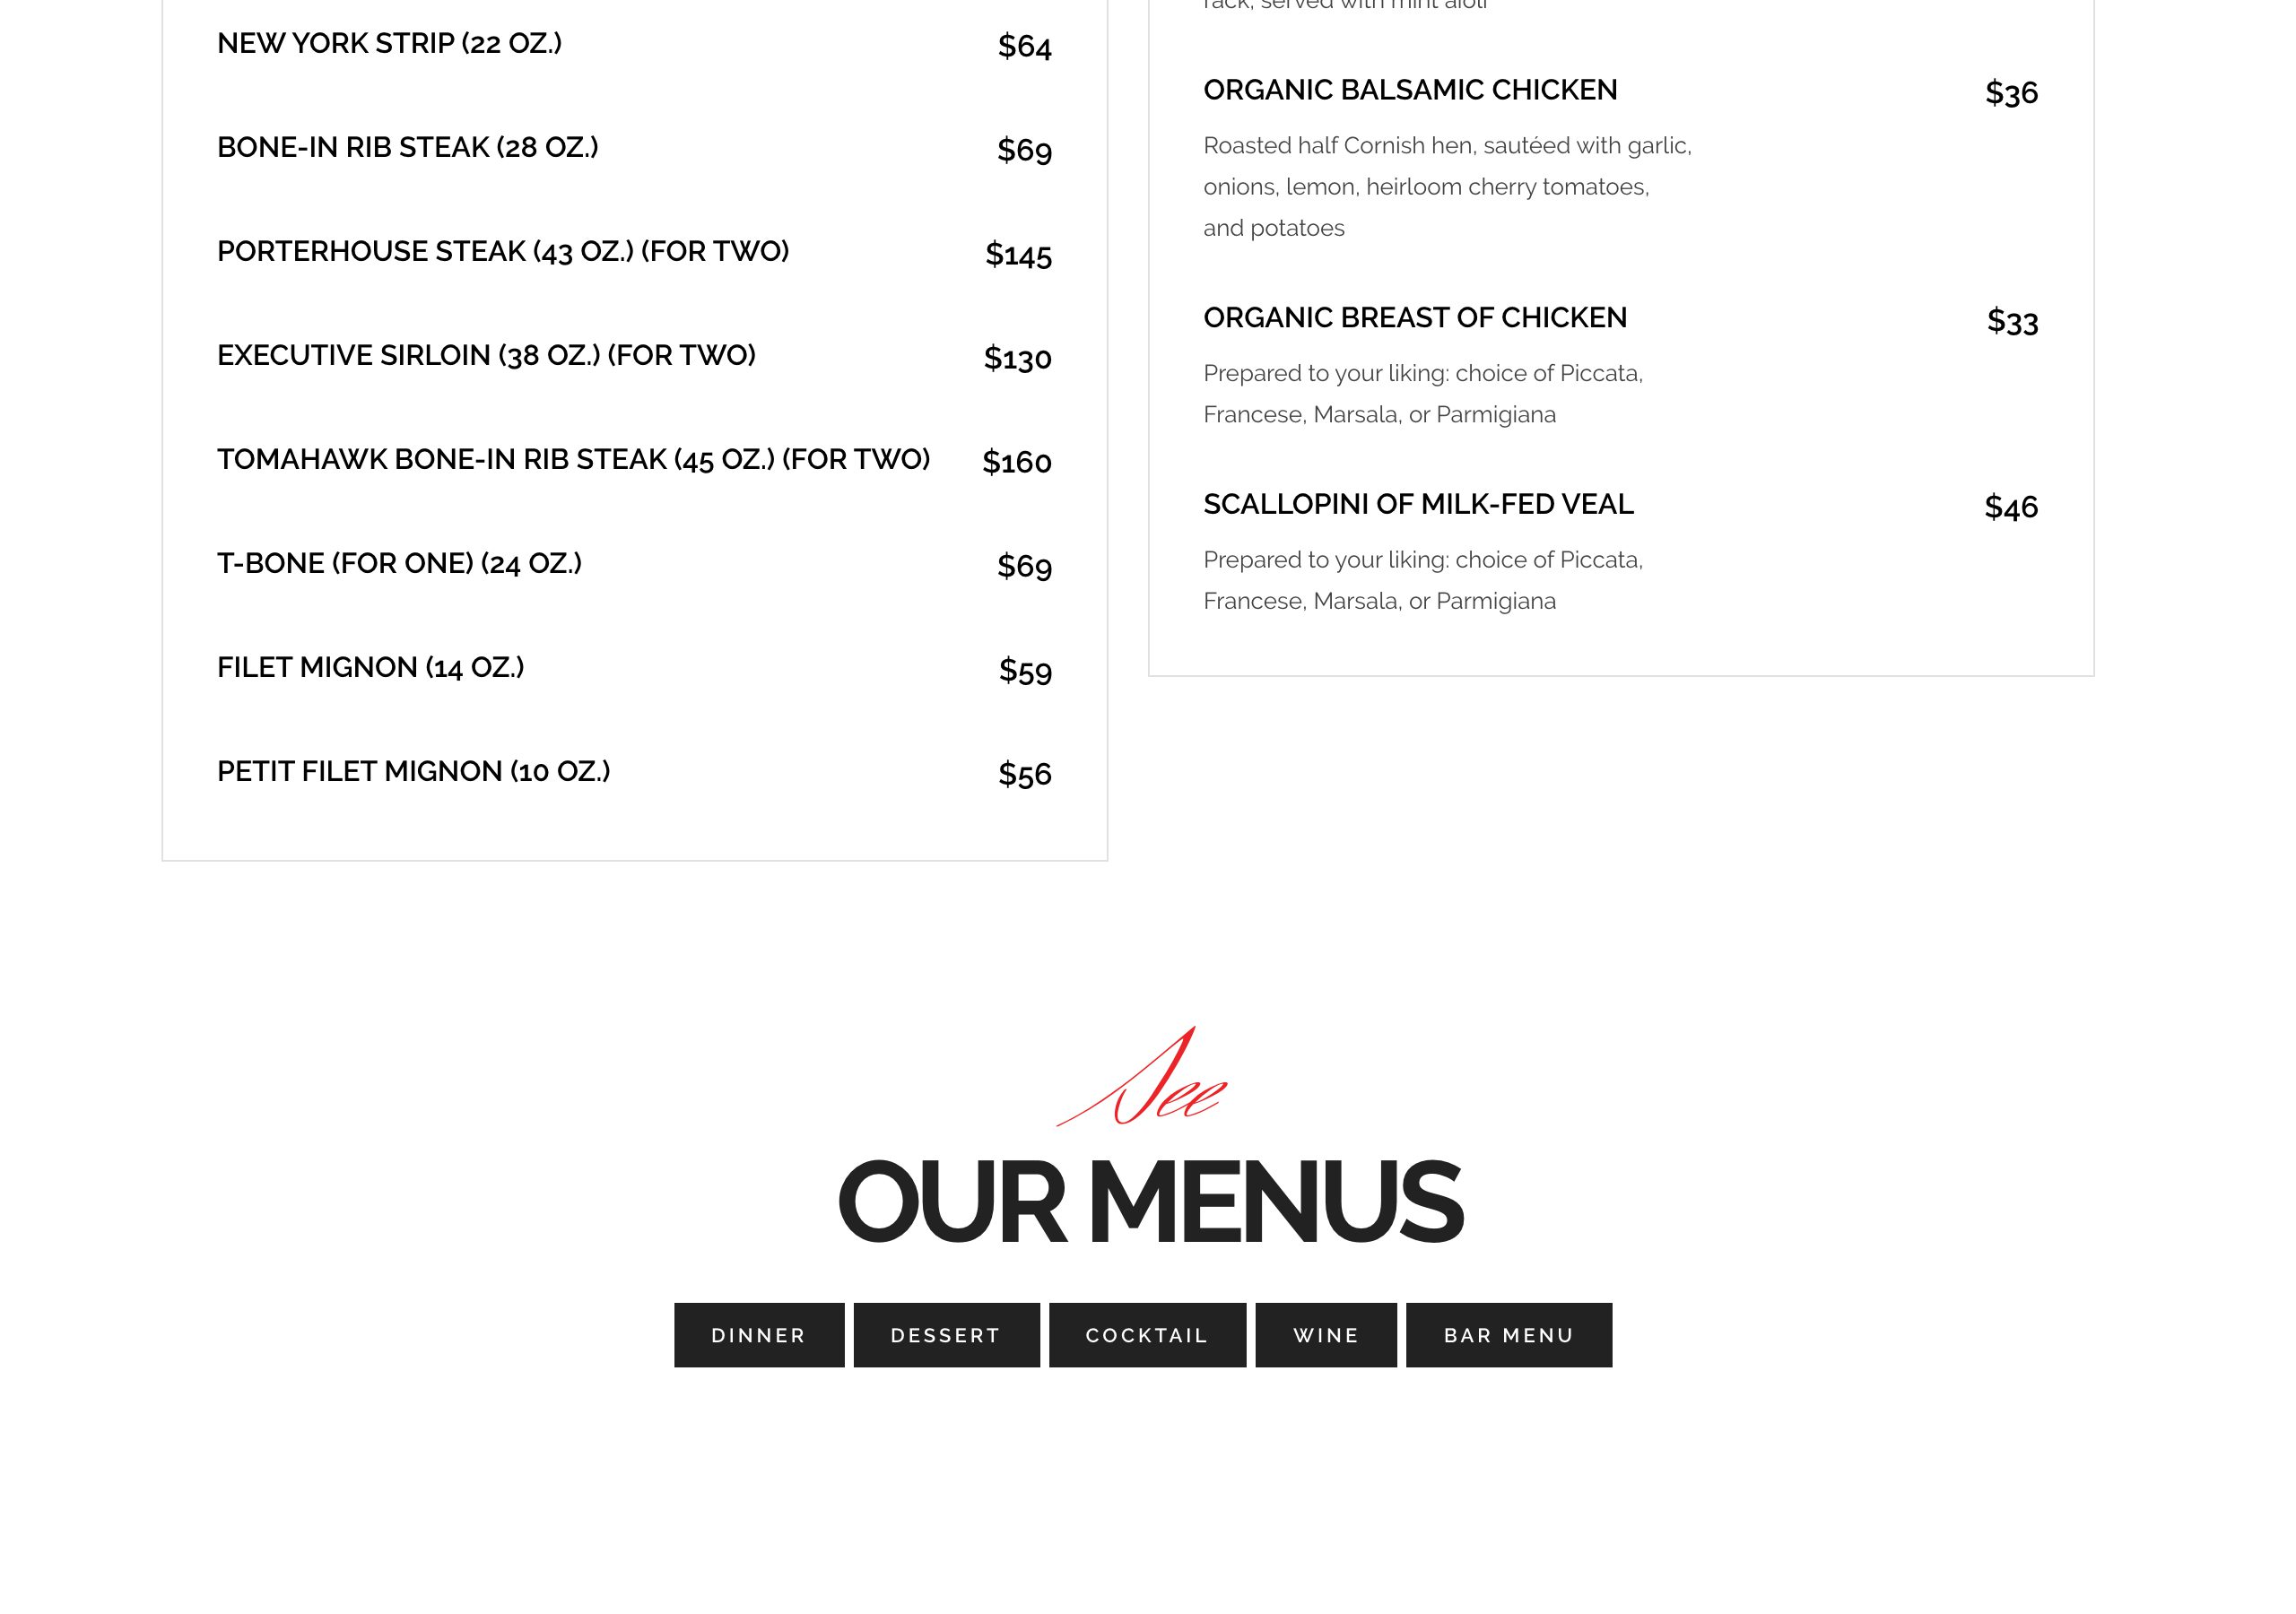 NEW YORK STRIP (22 OZ.) $64
BONE-IN RIB STEAK (28 OZ.) $69
PORTERHOUSE STEAK (43 OZ.) (FOR TWO) $145
EXECUTIVE SIRLOIN (38 OZ.) (FOR TWO) $130
TOMAHAWK BONE-IN RIB STEAK (45 OZ.) (FOR TWO) $160
T-BONE (FOR ONE) (24 OZ.) $69
FILET MIGNON (14 OZ.) $59
PETIT FILET MIGNON (10 OZ.) $56
rack, served with mint aioli
ORGANIC BALSAMIC CHICKEN $36
Roasted half Cornish hen, sautéed with garlic,
onions, lemon, heirloom cherry tomatoes,
and potatoes
ORGANIC BREAST OF CHICKEN $33
Prepared to your liking: choice of Piccata,
Francese, Marsala, or Parmigiana
SCALLOPINI OF MILK-FED VEAL $46
Prepared to your liking: choice of Piccata,
Francese, Marsala, or Parmigiana
See
OUR MENUS
DINNER DESSERT COCKTAIL WINE BAR MENU